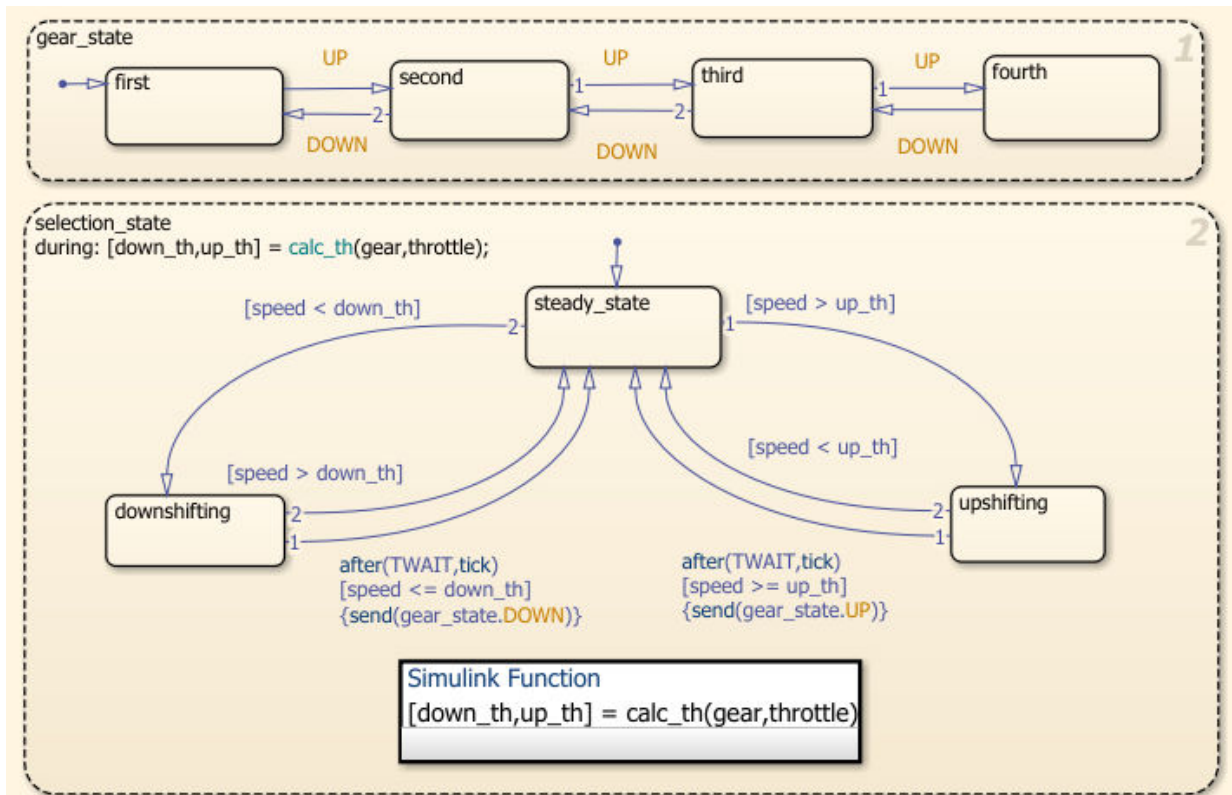 gear_state
1
UP
UP
UP
first
second
third
fourth
1
1
2
2
DOWN
DOWN
DOWN
selection_state
2
during: [down_th,up_th] = calc_th(gear,throttle);
[speed < down_th]
steady_state
[speed > up_th]
2
1
[speed > down_th]
[speed < up_th]
downshifting
upshifting
2
2
1
1
after(TWAIT,tick)
[speed <= down_th]
{send(gear_state.DOWN)}
after(TWAIT,tick)
[speed >= up_th]
{send(gear_state.UP)}
Simulink Function
[down_th,up_th] = calc_th(gear,throttle)